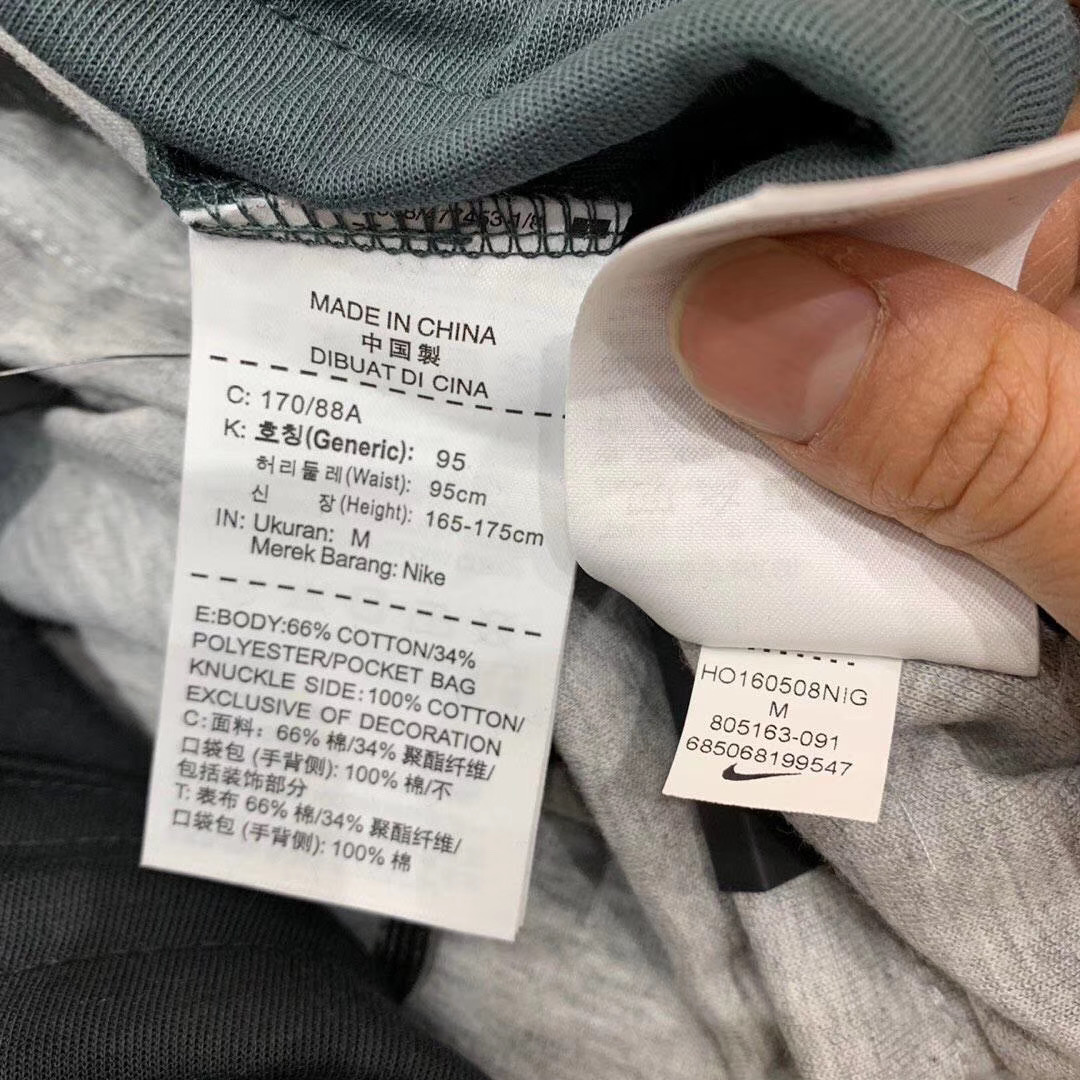 MADE IN CHINA
中国製
DIBUAT DI CINA
C: 170/88A
K: 호칭(Generic): 95
허리둘레(Waist): 95cm
신 장(Height): 165-175cm
IN: Ukuran: M
Merek Barang: Nike
E:BODY:66% COTTON/34%
POLYESTER/POCKET BAG
KNUCKLE SIDE:100% COTTON/
EXCLUSIVE OF DECORATION
C:面料: 66% 棉/34% 聚酯纤维/
口袋包 (手背侧): 100% 棉/不
包括装饰部分
T: 表布 66% 棉/34% 聚酯纤维/
口袋包 (手背侧): 100% 棉
HO160508NIG
M
805163-091
685068199547